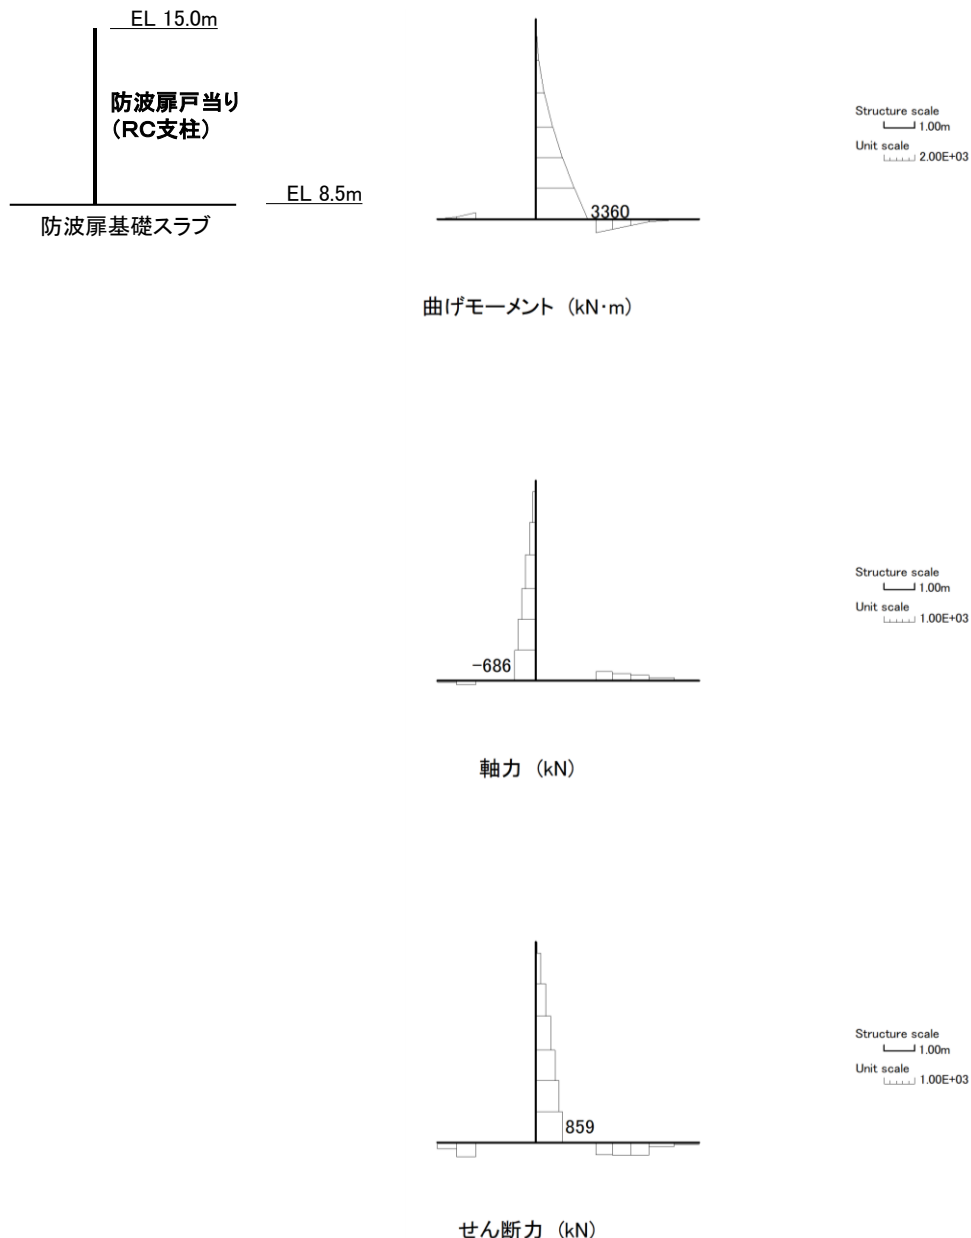 EL 15.0m
防波扉戸当り
(RC支柱)
EL 8.5m
防波扉基礎スラブ
3360
Structure scale
1.00m
Unit scale
2.00E+03
曲げモーメント (kN・m)
-686
Structure scale
1.00m
Unit scale
1.00E+03
軸力 (kN)
859
Structure scale
1.00m
Unit scale
1.00E+03
せん断力 (kN)